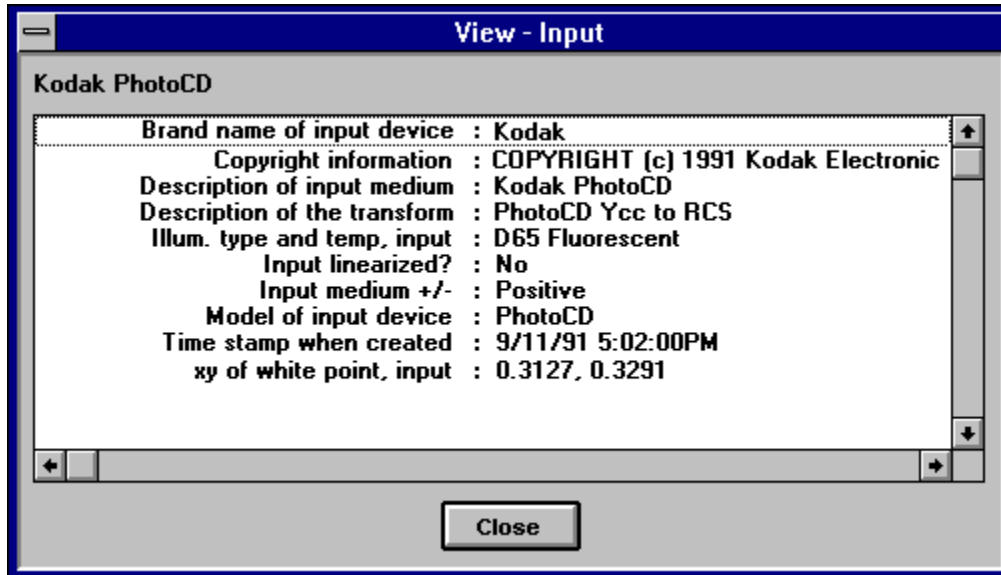 View - Input
Kodak PhotoCD
Brand name of input device : Kodak
Copyright information : COPYRIGHT (c) 1991 Kodak Electronic
Description of input medium : Kodak PhotoCD
Description of the transform : PhotoCD Ycc to RCS
Illum. type and temp, input : D65 Fluorescent
Input linearized? : No
Input medium +/- : Positive
Model of input device : PhotoCD
Time stamp when created : 9/11/91 5:02:00PM
xy of white point, input : 0.3127, 0.3291
Close